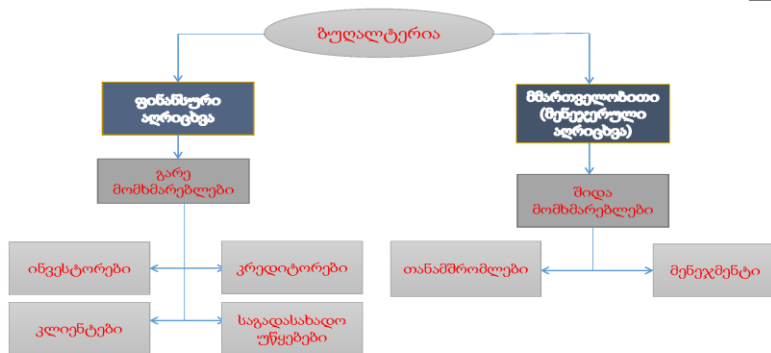 ბუღალტერია
ფინანსური
აღრიცხვა
მმართველობითი
(მენეჯერული
აღრიცხვა)
გარე
მომხმარებლები
შიდა
მომხმარებლები
ინვესტორები
კრედიტორები
თანამშრომლები
მენეჯმენტი
კლიენტები
საგადასახადო
უწყებები